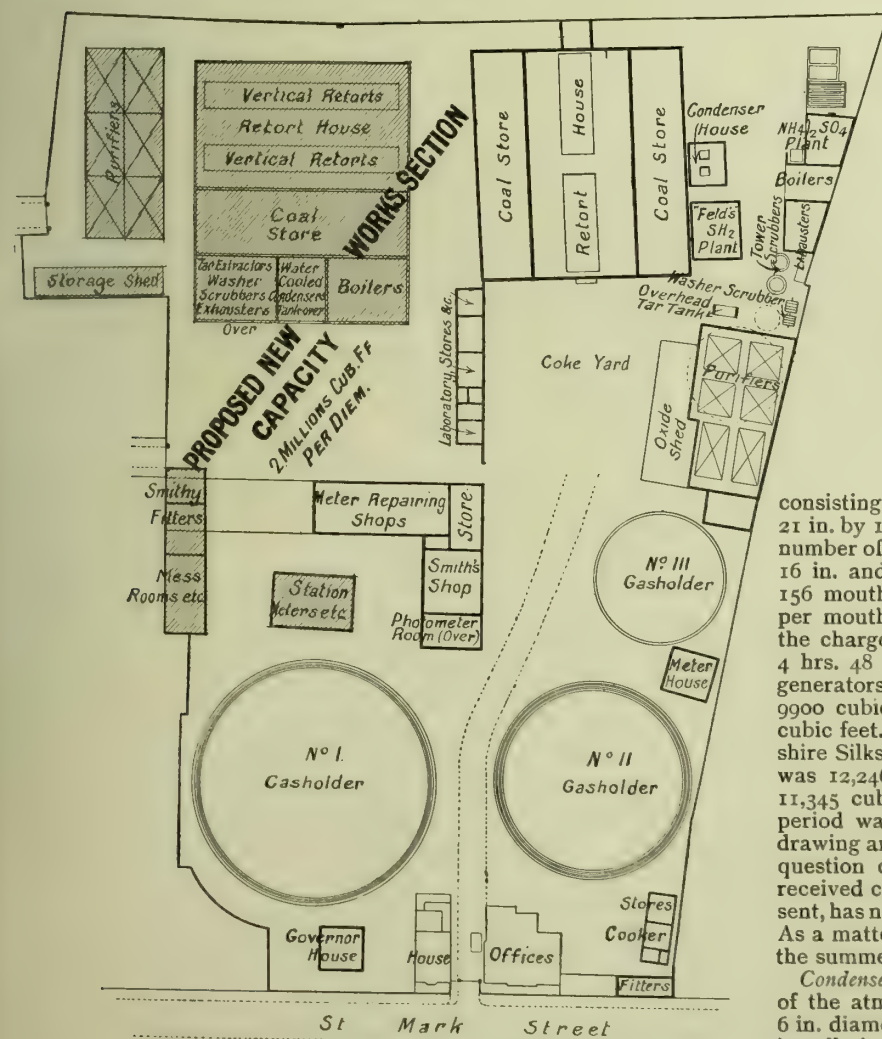 Purifiers
Vertical Retorts
Retort House
Vertical Retorts
Coal
Store
WORKS SECTION
Storage Shed
Tar Extractors
Washer
Scrubbers
Exhausters
Over
Water
Cooled
Condensers
Tank over
Boilers
PROPOSED NEW
CAPACITY
2 MILLIONS CUB. FT
PER DIEM.
Coal Store
Retort House
Coal Store
Condenser
House
"Feld's"
SH2
Plant
NH4)2 SO4
Plant
Boilers
Exhausters
Tower
Scrubbers
Washer Scrubber
Overhead
Tar Tank
Laboratory, Stores &c.
Coke Yard
Oxide
Shed
Purifiers
Smithy
Fitters
Mess
Rooms etc
Meter Repairing
Shops
Store
Smith's
Shop
Photometer
Room (Over)
Station
Meters etc
No III
Gasholder
Meter
House
No I.
Gasholder
No II
Gasholder
Governor
House
House
Offices
Stores
Cooker
Fitters
St Mark Street
consisting
21 in. by 1
number of
16 in. and
156 mouth
per mouth
the charge
4 hrs. 48
generators
9900 cubic
cubic feet.
shire Silks
was 12,246
11,345 cub
period wa
drawing an
question o
received c
sent, has n
As a matte
the summe
Condense
of the atm
6 in. diame